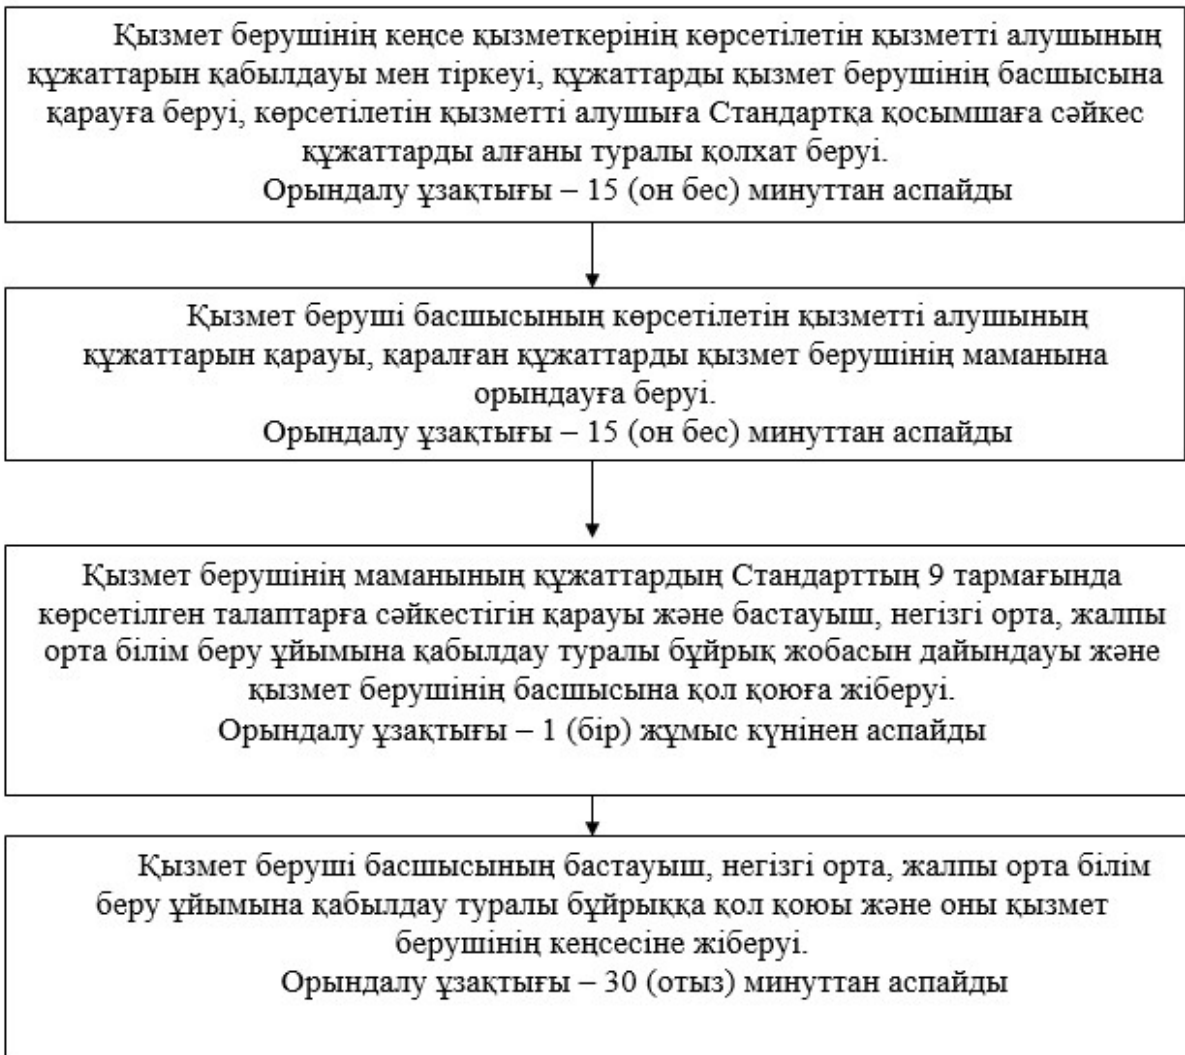 Қызмет берушінің кеңсе қызметкерінің көрсетілетін қызметті алушының
құжаттарын қабылдауы мен тіркеуі, құжаттарды қызмет берушінің басшысына
қарауға беруі, көрсетілетін қызметті алушыға Стандартқа қосымшаға сәйкес
құжаттарды алғаны туралы қолхат беруі.
Орындалу ұзақтығы – 15 (он бес) минуттан аспайды
Қызмет беруші басшысының көрсетілетін қызметті алушының
құжаттарын қарауы, қаралған құжаттарды қызмет берушінің маманына
орындауға беруі.
Орындалу ұзақтығы – 15 (он бес) минуттан аспайды
Қызмет берушінің маманының құжаттардың Стандарттың 9 тармағында
көрсетілген талаптарға сәйкестігін қарауы және бастауыш, негізгі орта, жалпы
орта білім беру ұйымына қабылдау туралы бұйрық жобасын дайындауы және
қызмет берушінің басшысына қол қоюға жіберуі.
Орындалу ұзақтығы – 1 (бір) жұмыс күнінен аспайды
Қызмет беруші басшысының бастауыш, негізгі орта, жалпы орта білім
беру ұйымына қабылдау туралы бұйрыққа қол қоюы және оны қызмет
берушінің кеңсесіне жіберуі.
Орындалу ұзақтығы – 30 (отыз) минуттан аспайды